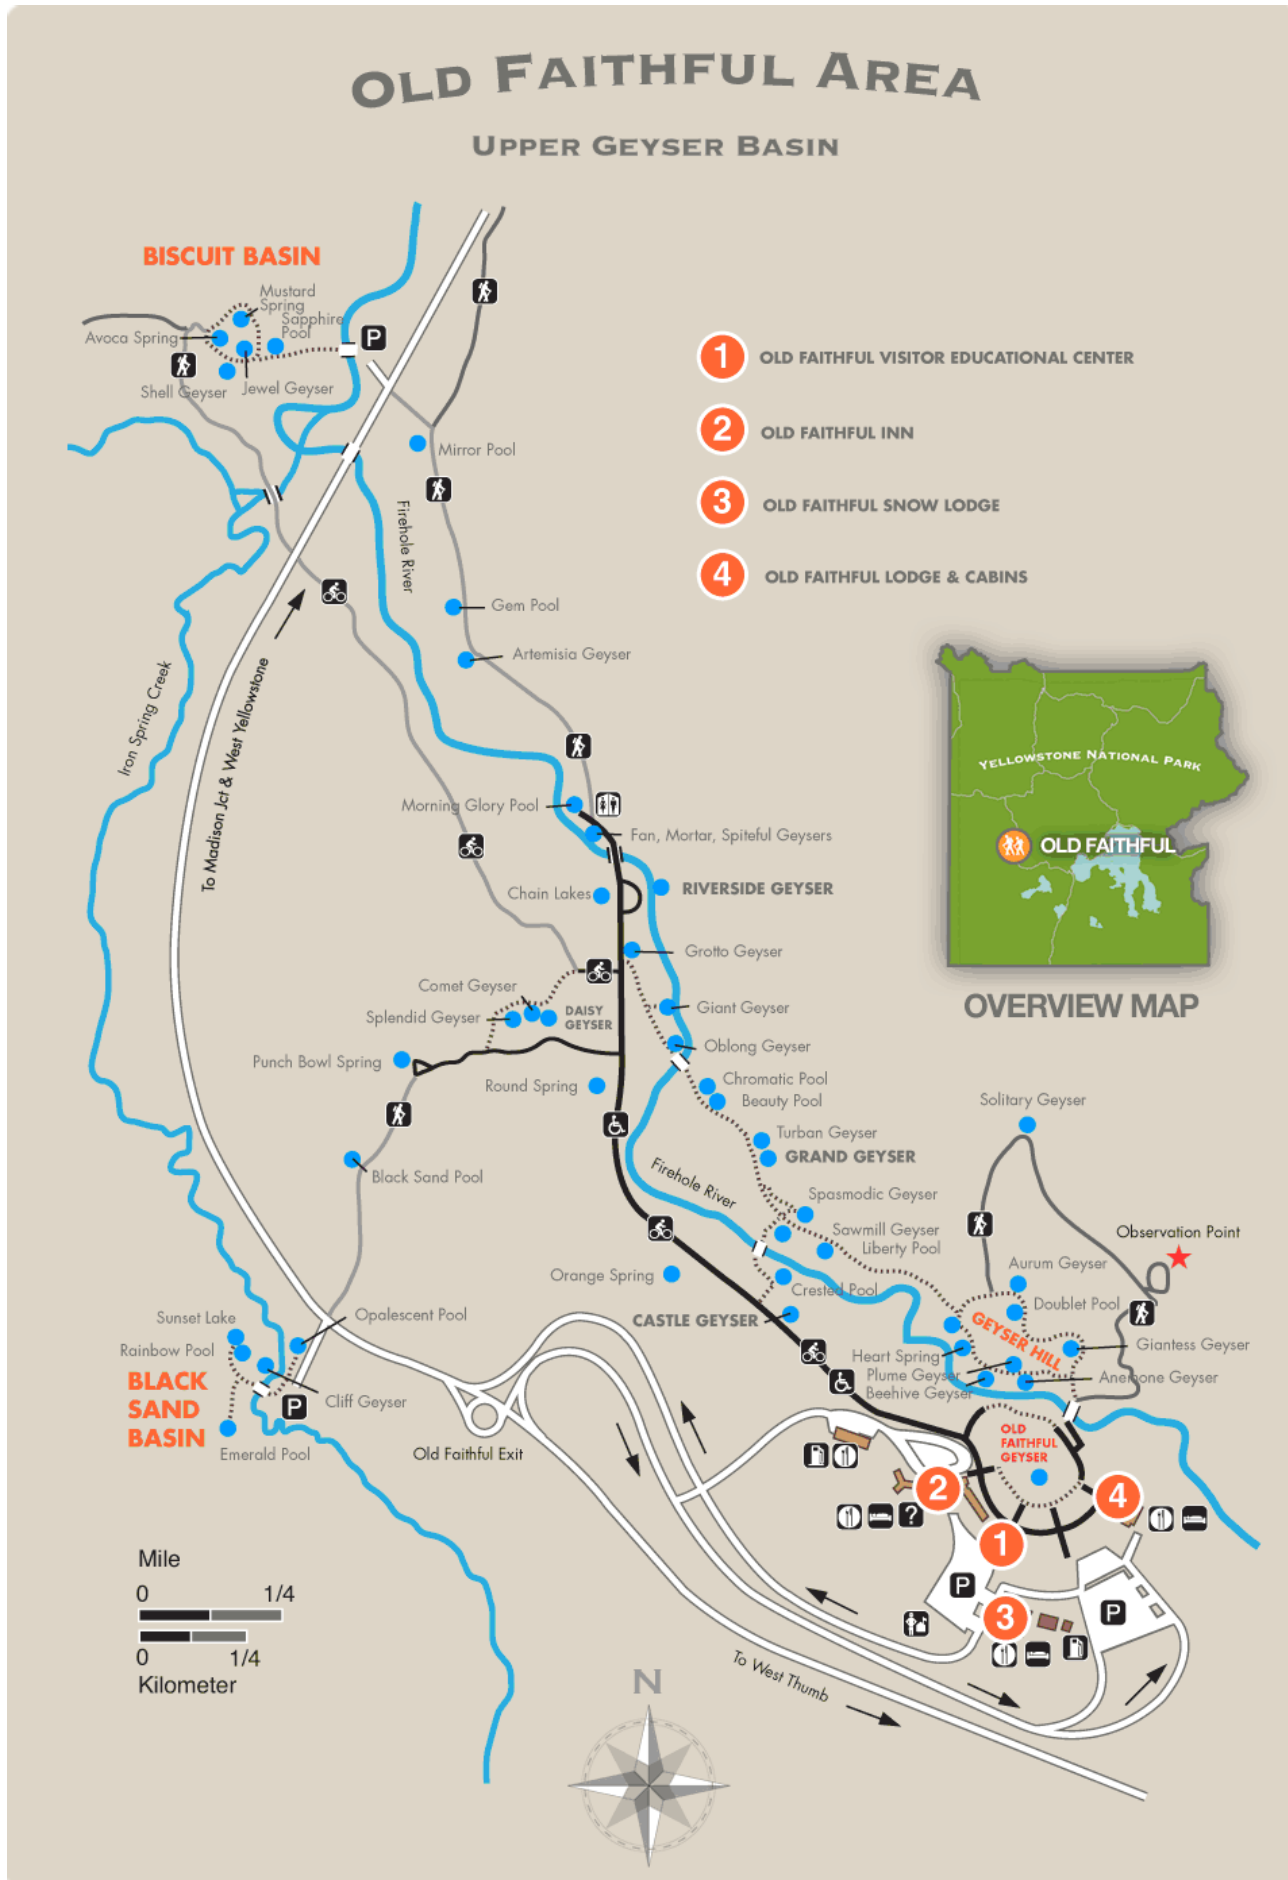 OLD FAITHFUL AREA
UPPER GEYSER BASIN
BISCUIT BASIN
Mustard
Spring
Sapphire
Pool
Avoca Spring
Shell Geyser
Jewel Geyser
P
1 OLD FAITHFUL VISITOR EDUCATIONAL CENTER
2 OLD FAITHFUL INN
3 OLD FAITHFUL SNOW LODGE
4 OLD FAITHFUL LODGE & CABINS
Mirror Pool
Firehole River
Gem Pool
Artemisia Geyser
Iron Spring Creek
To Madison Jct & West Yellowstone
YELLOWSTONE NATIONAL PARK
OLD FAITHFUL
OVERVIEW MAP
Morning Glory Pool
Fan, Mortar, Spiteful Geysers
Chain Lakes
RIVERSIDE GEYSER
Grotto Geyser
Comet Geyser
Splendid Geyser
DAISY
GEYSER
Giant Geyser
Oblong Geyser
Punch Bowl Spring
Round Spring
Chromatic Pool
Beauty Pool
Solitary Geyser
Turban Geyser
GRAND GEYSER
Black Sand Pool
Firehole River
Spasmodic Geyser
Sawmill Geyser
Liberty Pool
Observation Point
Orange Spring
Crested Pool
Aurum Geyser
Doublet Pool
CASTLE GEYSER
GEYSER HILL
Giantess Geyser
Heart Spring
Plume Geyser
Beehive Geyser
Anemone Geyser
Sunset Lake
Opalescent Pool
Rainbow Pool
BLACK
SAND
BASIN
Cliff Geyser
P
Emerald Pool
Old Faithful Exit
OLD
FAITHFUL
GEYSER
2
4
?
1
P
3
P
Mile
0 1/4
0 1/4
Kilometer
To West Thumb
N